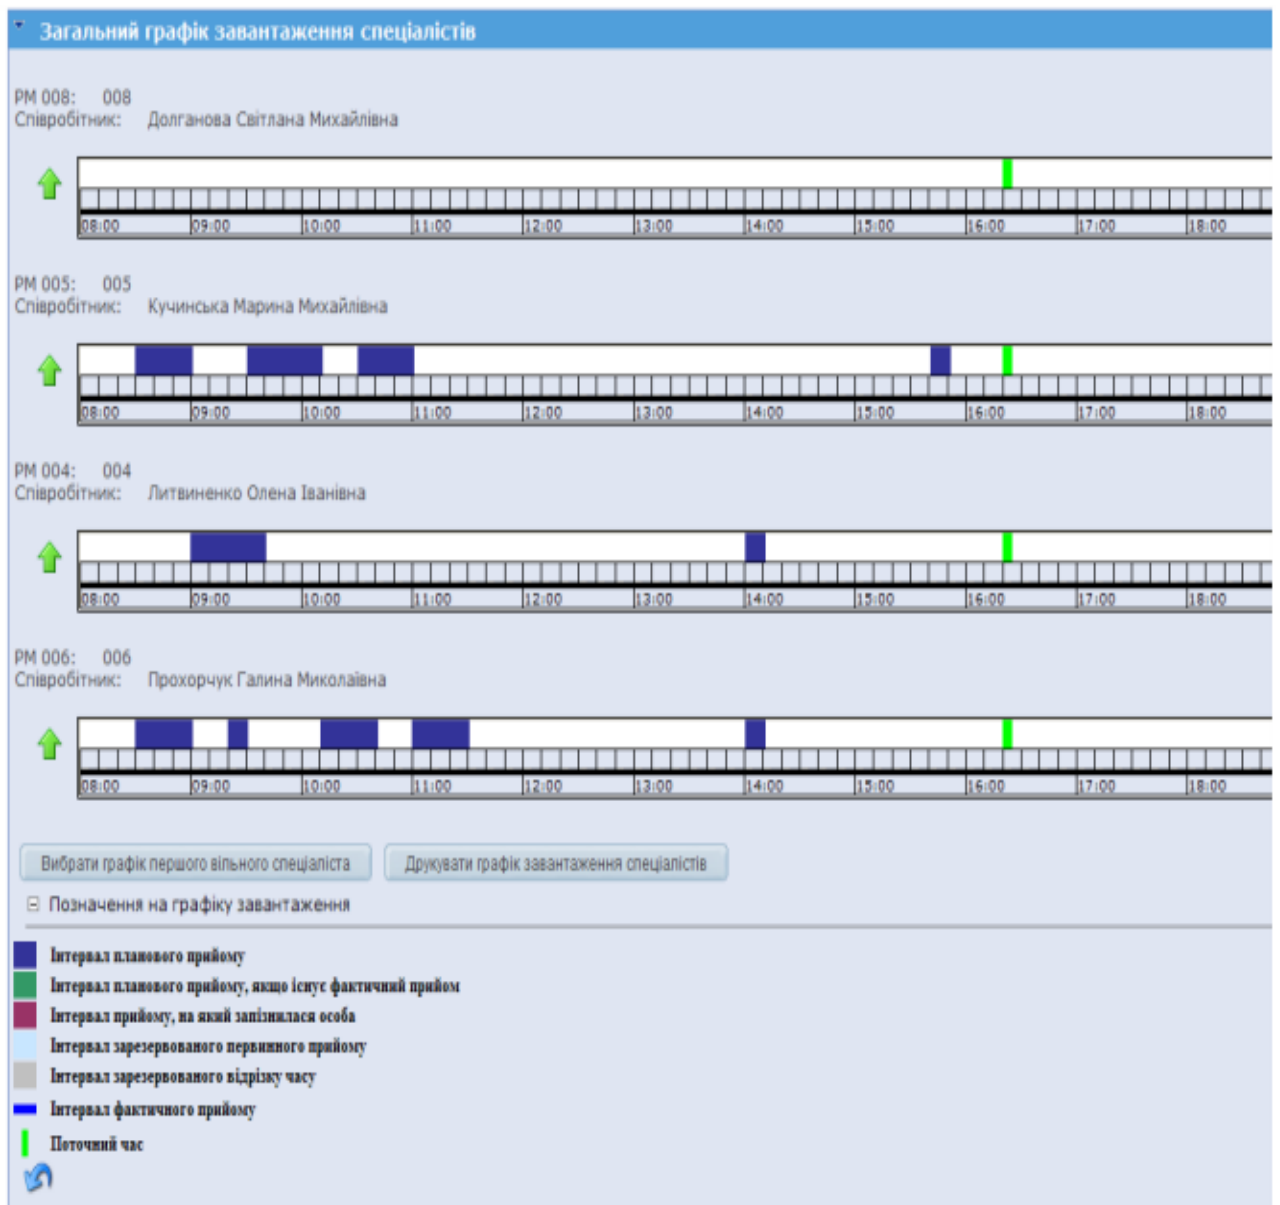 Загальний графік завантаження спеціалістів
РМ 008: 008
Співробітник: Долганова Світлана Михайлівна
08:00 09:00 10:00 11:00 12:00 13:00 14:00 15:00 16:00 17:00 18:00
РМ 005: 005
Співробітник: Кучинська Марина Михайлівна
08:00 09:00 10:00 11:00 12:00 13:00 14:00 15:00 16:00 17:00 18:00
РМ 004: 004
Співробітник: Литвиненко Олена Іванівна
08:00 09:00 10:00 11:00 12:00 13:00 14:00 15:00 16:00 17:00 18:00
РМ 006: 006
Співробітник: Прохорчук Галина Миколаївна
08:00 09:00 10:00 11:00 12:00 13:00 14:00 15:00 16:00 17:00 18:00
Вибрати графік першого вільного спеціаліста Друкувати графік завантаження спеціалістів
Позначення на графіку завантаження
Інтервал планового прийому
Інтервал планового прийому, якщо існує фактичний прийом
Інтервал прийому, на який запізнилася особа
Інтервал зарезервованого первинного прийому
Інтервал зарезервованого відрізку часу
Інтервал фактичного прийому
Поточний час